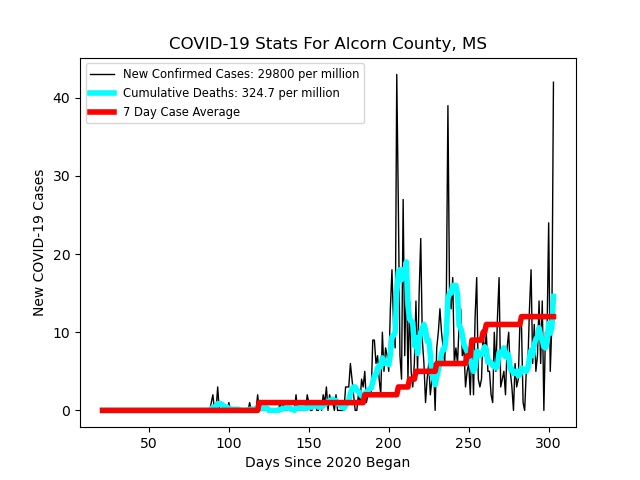 COVID-19 Stats For Alcorn County, MS
New Confirmed Cases: 29800 per million
Cumulative Deaths: 324.7 per million
7 Day Case Average
New COVID-19 Cases
40
30
20
10
0
50 100 150 200 250 300
Days Since 2020 Began